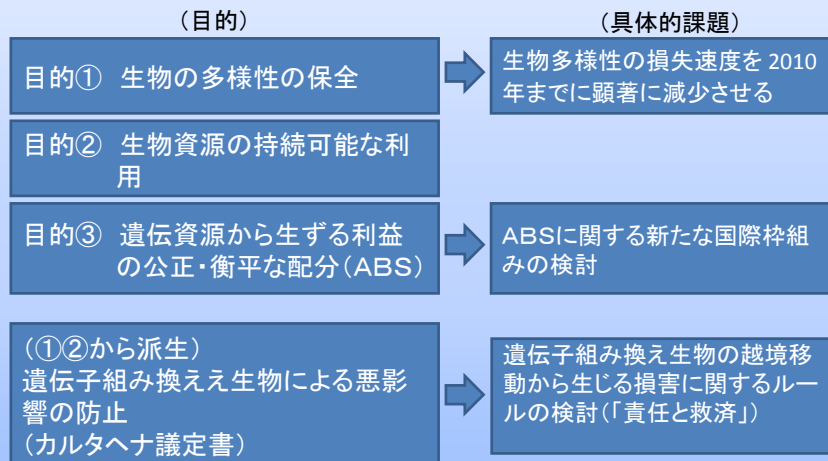 （目的）
（具体的課題）
目的① 生物の多様性の保全
生物多様性の損失速度を 2010
年までに顕著に減少させる
目的② 生物資源の持続可能な利
用
目的③ 遺伝資源から生ずる利益
の公正・衡平な配分（ABS）
ABSに関する新たな国際枠組
みの検討
（①②から派生）
遺伝子組み換ええ生物による悪影
響の防止
（カルタヘナ議定書）
遺伝子組み換え生物の越境移
動から生じる損害に関するルー
ルの検討（「責任と救済」）